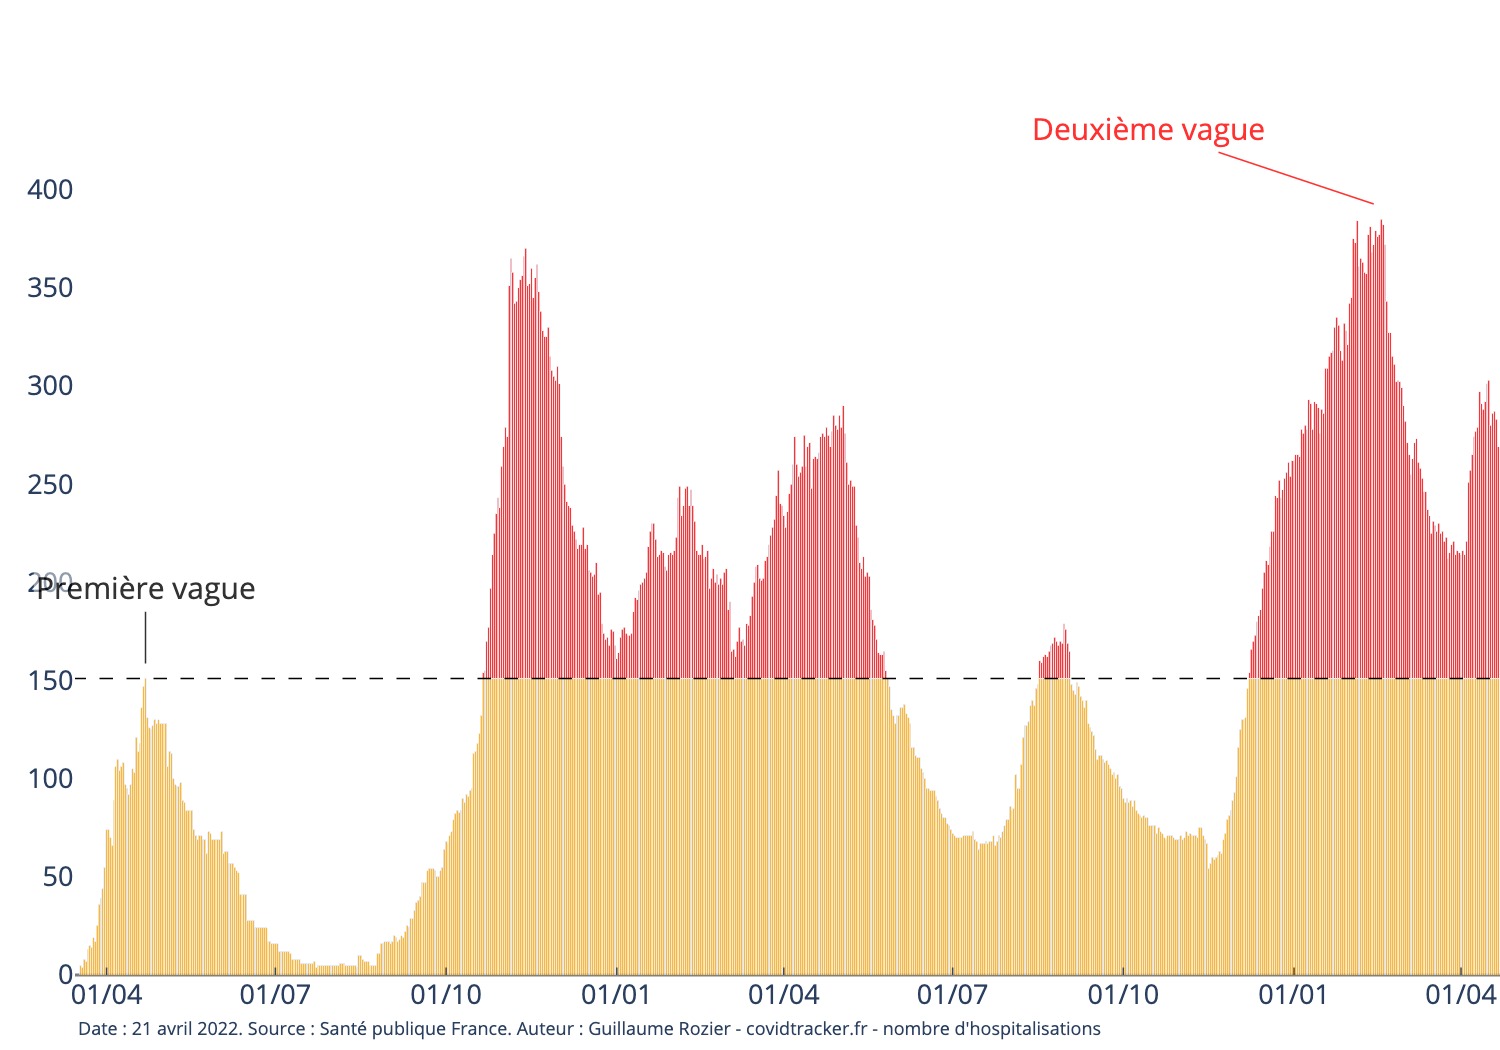 Deuxième vague
400
350
300
250
200
Première vague
150
100
50
0
01/04 01/07 01/10 01/01 01/04 01/07 01/10 01/01 01/04
Date : 21 avril 2022. Source : Santé publique France. Auteur : Guillaume Rozier - covidtracker.fr - nombre d'hospitalisations